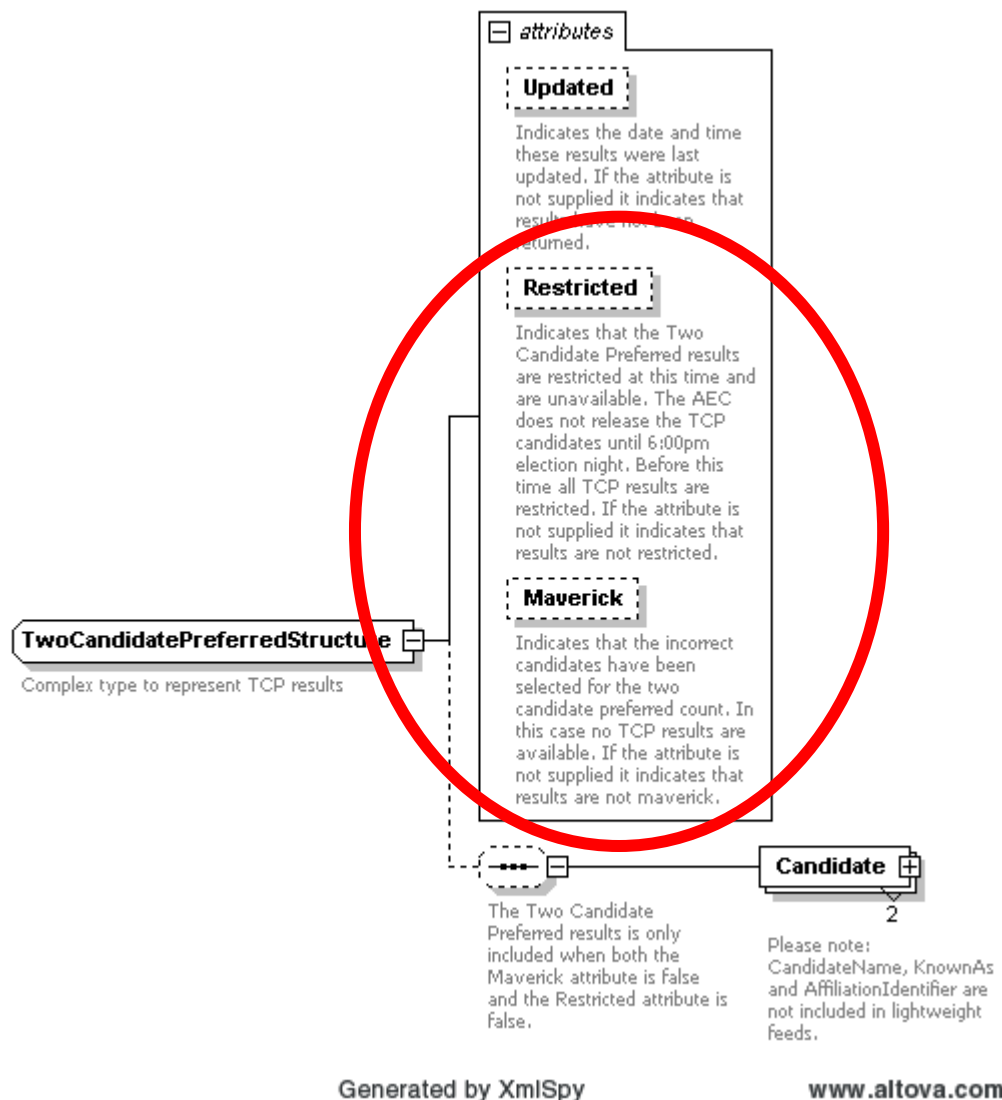 attributes
Updated
Indicates the date and time
these results were last
updated. If the attribute is
not supplied it indicates that
results have not been
returned.
Restricted
Indicates that the Two
Candidate Preferred results
are restricted at this time and
are unavailable. The AEC
does not release the TCP
candidates until 6:00pm
election night. Before this
time all TCP results are
restricted. If the attribute is
not supplied it indicates that
results are not restricted.
Maverick
Indicates that the incorrect
candidates have been
selected for the two
candidate preferred count. In
this case no TCP results are
available. If the attribute is
not supplied it indicates that
results are not maverick.
TwoCandidatePreferredStructure
Complex type to represent TCP results
Candidate
2
The Two Candidate
Preferred results is only
included when both the
Maverick attribute is false
and the Restricted attribute is
false.
Please note:
CandidateName, KnownAs
and AffiliationIdentifier are
not included in lightweight
feeds.
Generated by XmlSpy
www.altova.com